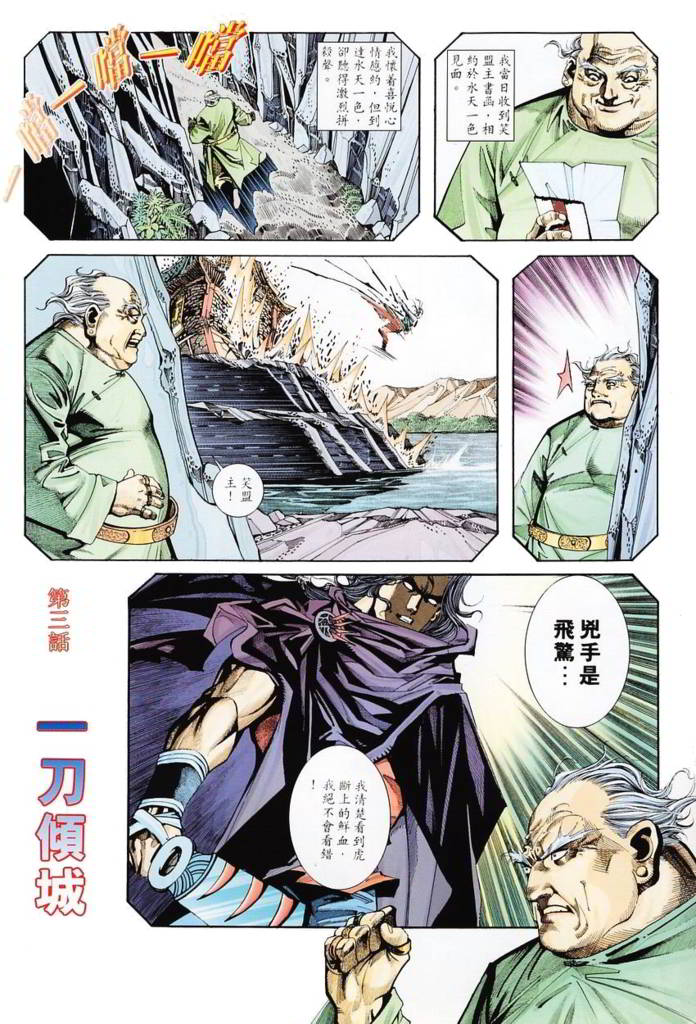 我當日收到笑
盟主書函，相
約於水天一色
見面。
我懷着喜悅心
情應約，但到
達水天一色，
卻聽得激烈拼
殺聲。
噹一噹一噹一
笑盟
主！
兇手是
飛驚…
我清楚看到虎
斷上的鮮血，
我絕不會看錯
！
第三話
一刀傾城